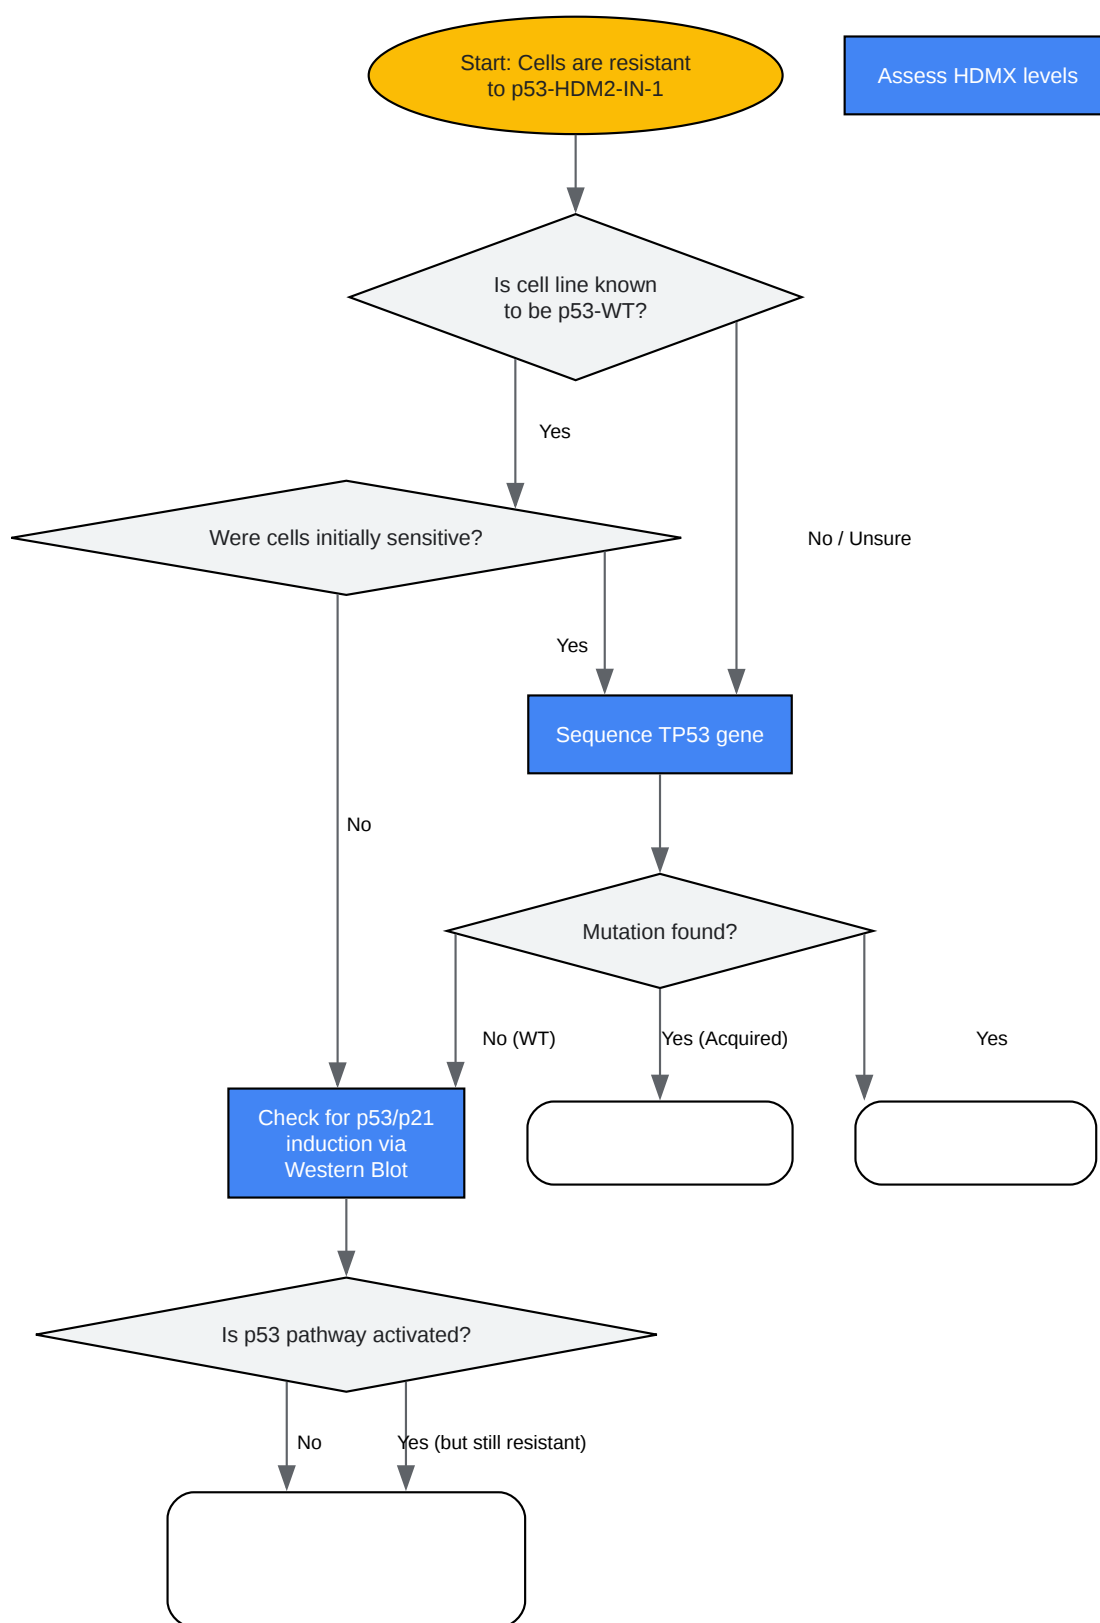 Start: Cells are resistant
to p53-HDM2-IN-1
Assess HDMX levels
Is cell line known
to be p53-WT?
Yes
Were cells initially sensitive?
No / Unsure
Yes
Sequence TP53 gene
No
Mutation found?
No (WT)
Yes (Acquired)
Yes
Check for p53/p21
induction via
Western Blot
Is p53 pathway activated?
No
Yes (but still resistant)